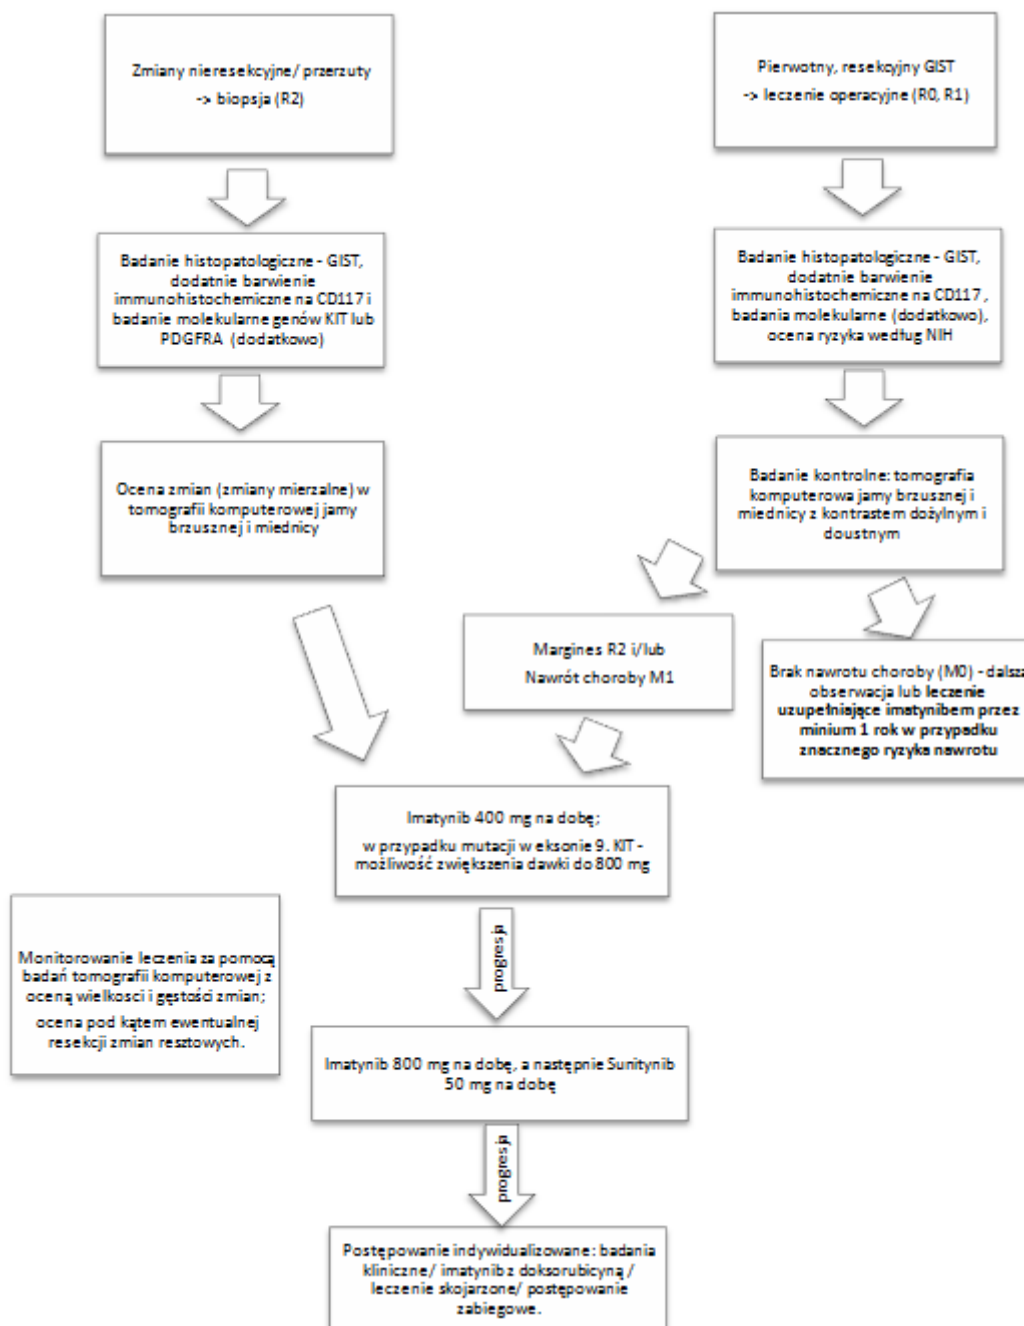 Zmiany nieresekcyjne/ przerzuty
-> biopsja (R2)
Pierwotny, resekcyjny GIST
-> leczenie operacyjne (R0, R1)
Badanie histopatologiczne - GIST,
dodatnie barwienie
immunohistochemiczne na CD117 i
badanie molekularne genów KIT lub
PDGFRA (dodatkowo)
Badanie histopatologiczne - GIST,
dodatnie barwienie
immunohistochemiczne na CD117,
badania molekularne (dodatkowo),
ocena ryzyka według NIH
Ocena zmian (zmiany mierzalne) w
tomografii komputerowej jamy
brzusznej i miednicy
Badanie kontrolne: tomografia
komputerowa jamy brzusznej i
miednicy z kontrastem dożylnym i
doustnym
Margines R2 i/lub
Nawrót choroby M1
Brak nawrotu choroby (M0) - dalsza
obserwacja lub leczenie
uzupełniające imatynibem przez
minium 1 rok w przypadku
znacznego ryzyka nawrotu
Imatynib 400 mg na dobę;
w przypadku mutacji w eksonie 9. KIT -
możliwość zwiększenia dawki do 800 mg
progresja
Monitorowanie leczenia za pomocą
badań tomografii komputerowej z
oceną wielkosci i gęstości zmian;
ocena pod kątem ewentualnej
resekcji zmian resztowych.
Imatynib 800 mg na dobę, a następnie Sunitynib
50 mg na dobę
progresja
Postępowanie indywidualizowane: badania
kliniczne/ imatynib z doksorubicyną /
leczenie skojarzone/ postępowanie
zabiegowe.